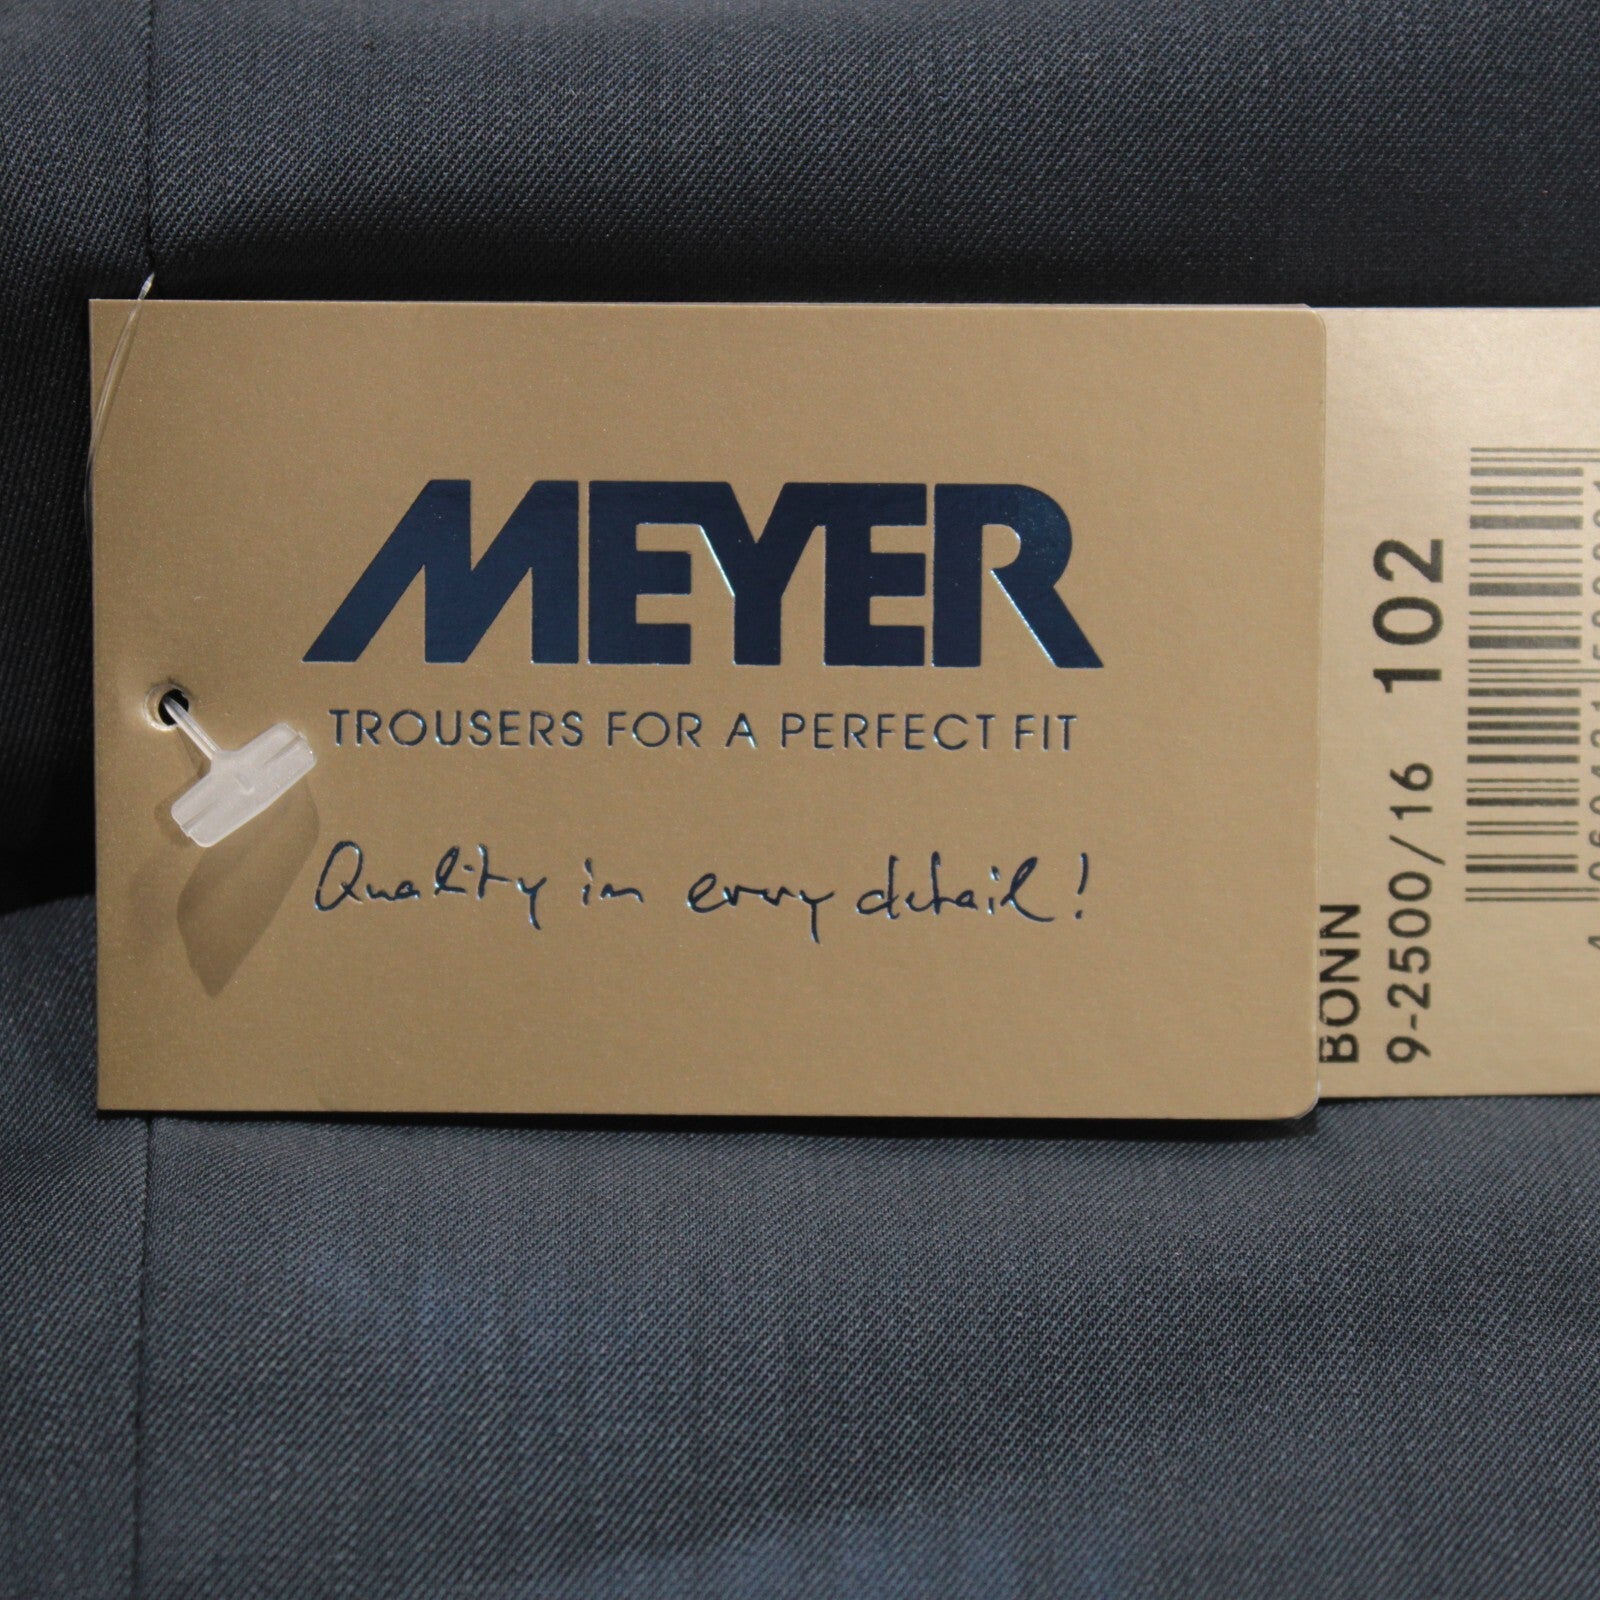 MEYER
TROUSERS FOR A PERFECT FIT
Quality in every detail!
BONN
9-2500/16 102